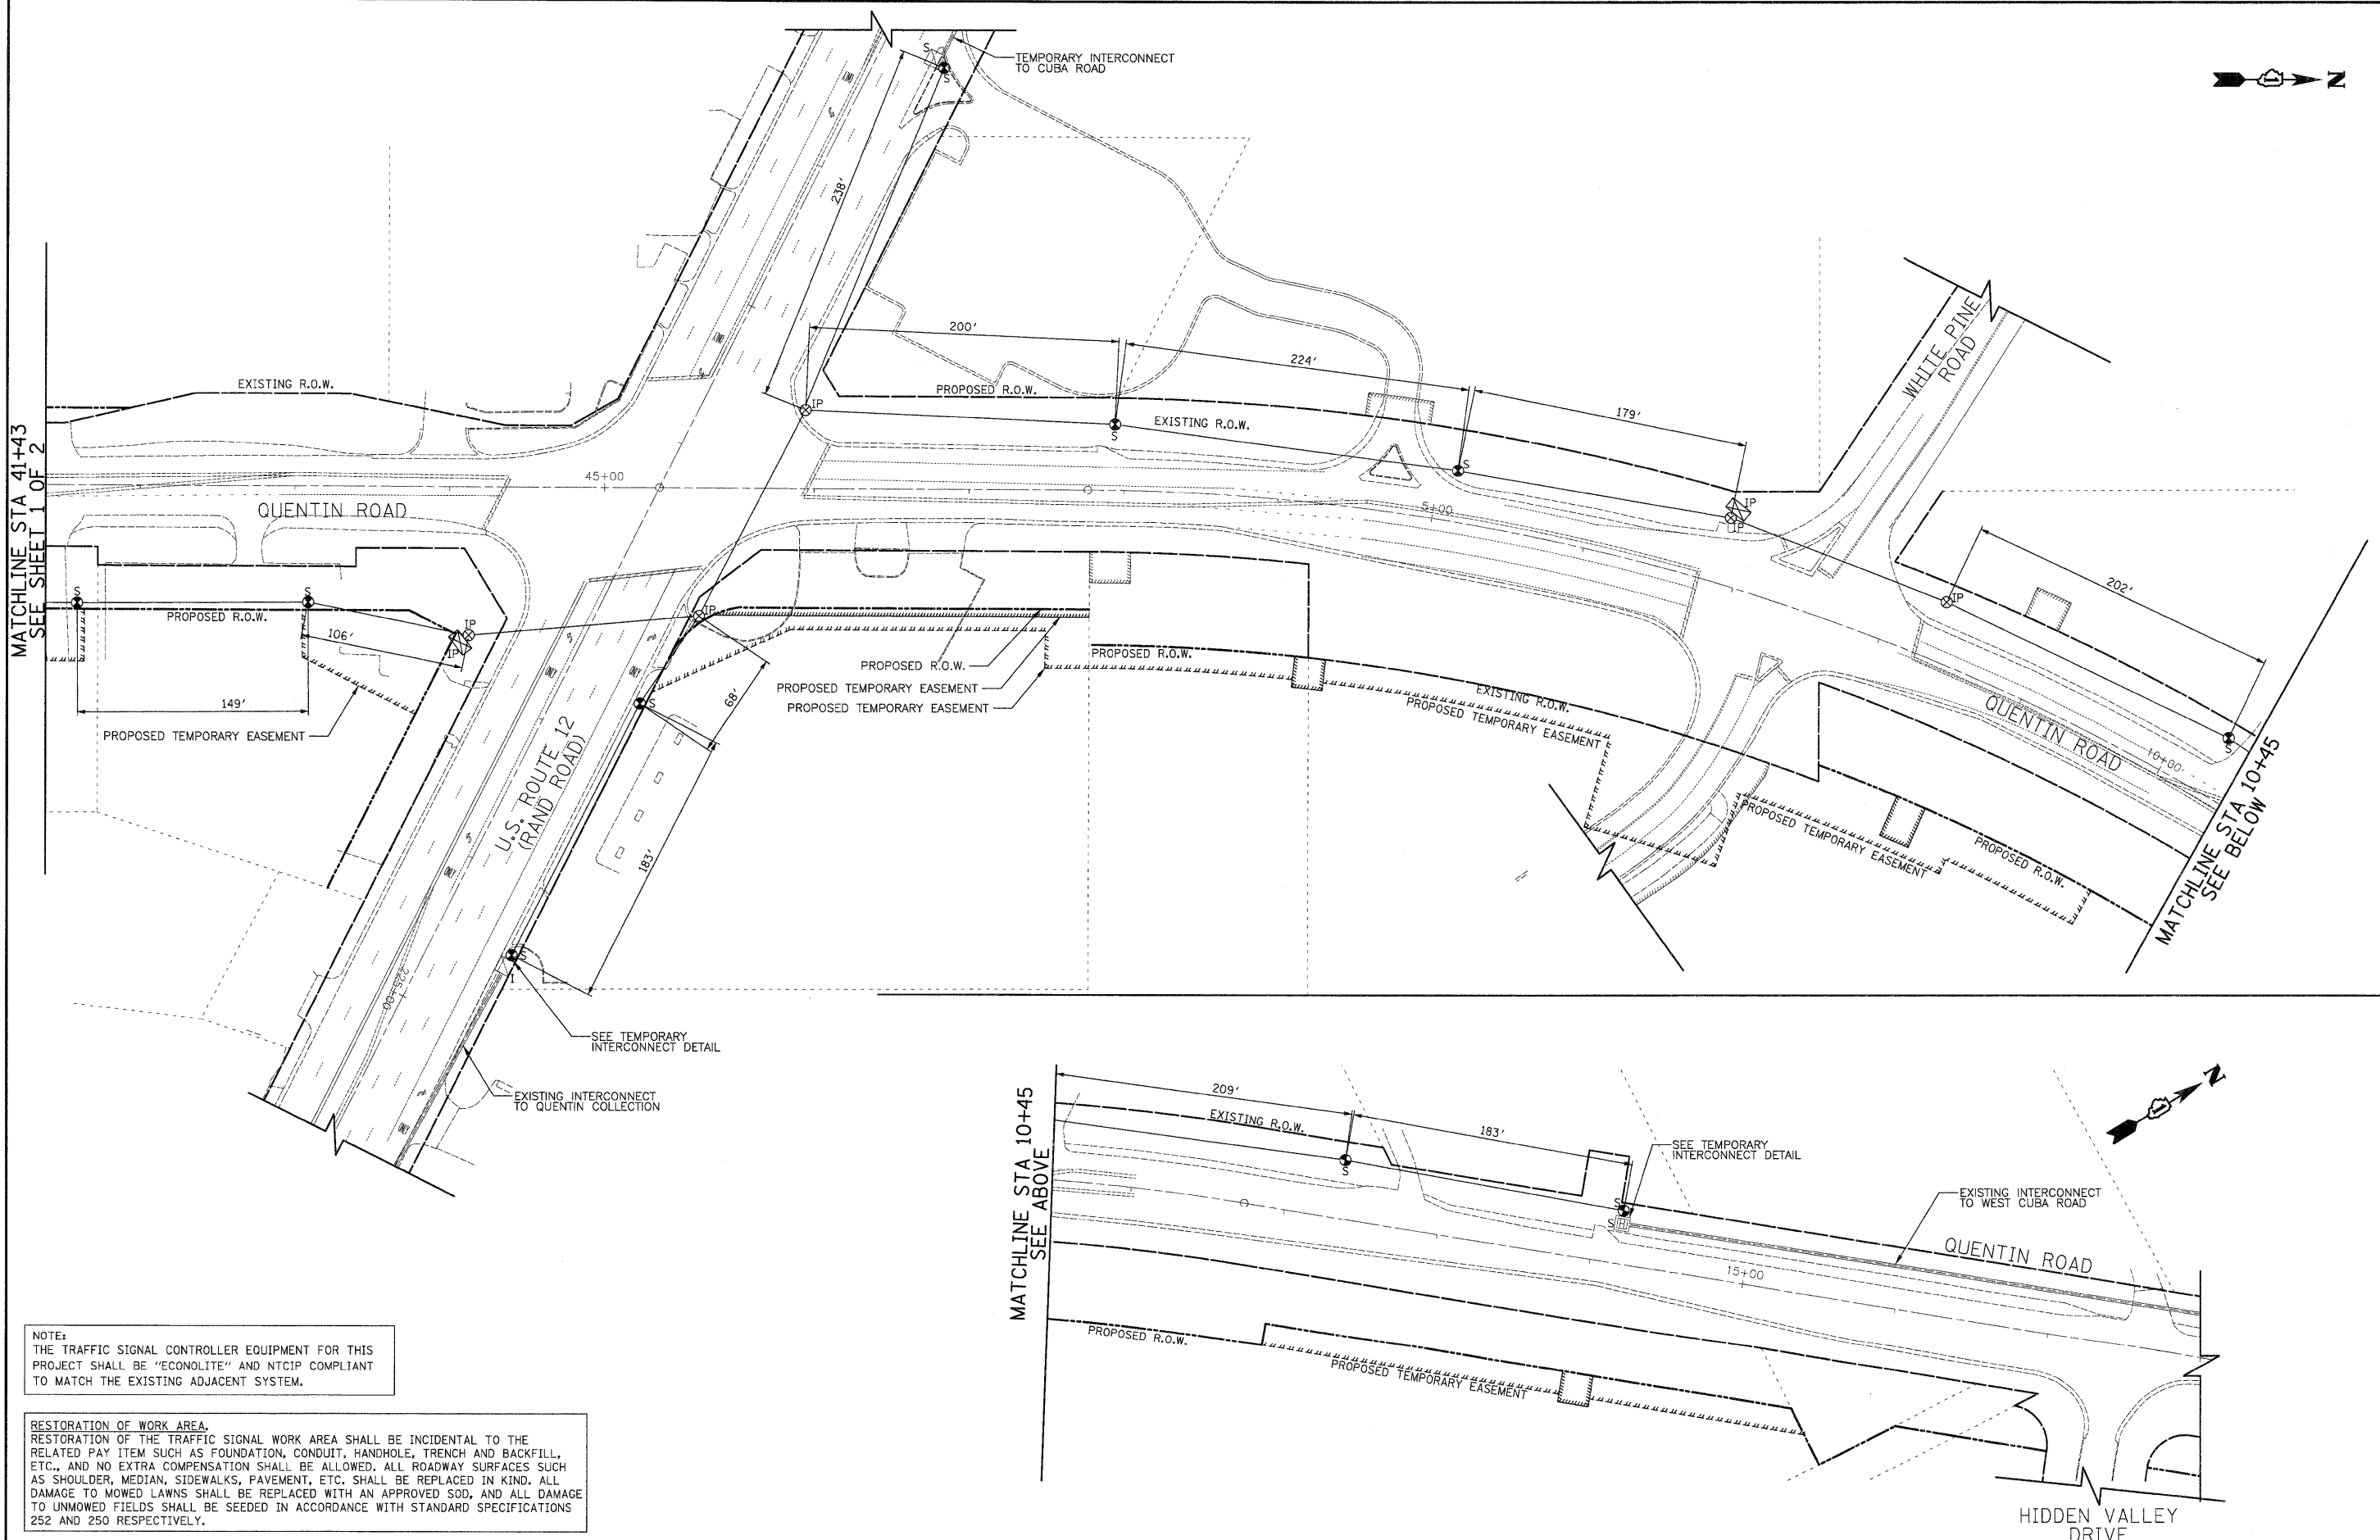 TEMPORARY INTERCONNECT
TO CUBA ROAD
N
S
S
238'
200'
224'
179'
WHITE PINE
ROAD
EXISTING R.O.W.
PROPOSED R.O.W.
IP
EXISTING R.O.W.
S
S
IP
IP
MATCHLINE STA 41+43
SEE SHEET 1 OF 2
45+00
QUENTIN ROAD
5+00
202'
IP
S
S
PROPOSED R.O.W.
106'
IP
IP
IP
149'
PROPOSED TEMPORARY EASEMENT
PROPOSED R.O.W.
PROPOSED TEMPORARY EASEMENT
PROPOSED TEMPORARY EASEMENT
PROPOSED R.O.W.
EXISTING R.O.W.
PROPOSED TEMPORARY EASEMENT
QUENTIN ROAD
10+00
S
68'
S
U.S. ROUTE 12
(RAND ROAD)
183'
PROPOSED TEMPORARY EASEMENT
PROPOSED R.O.W.
MATCHLINE STA 10+45
SEE BELOW
S
I
225+00
SEE TEMPORARY
INTERCONNECT DETAIL
EXISTING INTERCONNECT
TO QUENTIN COLLECTION
N
MATCHLINE STA 10+45
SEE ABOVE
209'
EXISTING R.O.W.
183'
S
SEE TEMPORARY
INTERCONNECT DETAIL
S
S
H
EXISTING INTERCONNECT
TO WEST CUBA ROAD
QUENTIN ROAD
15+00
PROPOSED R.O.W.
PROPOSED TEMPORARY EASEMENT
HIDDEN VALLEY
DRIVE
NOTE:
THE TRAFFIC SIGNAL CONTROLLER EQUIPMENT FOR THIS
PROJECT SHALL BE "ECONOLITE" AND NTCIP COMPLIANT
TO MATCH THE EXISTING ADJACENT SYSTEM.
RESTORATION OF WORK AREA.
RESTORATION OF THE TRAFFIC SIGNAL WORK AREA SHALL BE INCIDENTAL TO THE
RELATED PAY ITEM SUCH AS FOUNDATION, CONDUIT, HANDHOLE, TRENCH AND BACKFILL,
ETC., AND NO EXTRA COMPENSATION SHALL BE ALLOWED. ALL ROADWAY SURFACES SUCH
AS SHOULDER, MEDIAN, SIDEWALKS, PAVEMENT, ETC. SHALL BE REPLACED IN KIND. ALL
DAMAGE TO MOWED LAWNS SHALL BE REPLACED WITH AN APPROVED SOD, AND ALL DAMAGE
TO UNMOWED FIELDS SHALL BE SEEDED IN ACCORDANCE WITH STANDARD SPECIFICATIONS
252 AND 250 RESPECTIVELY.